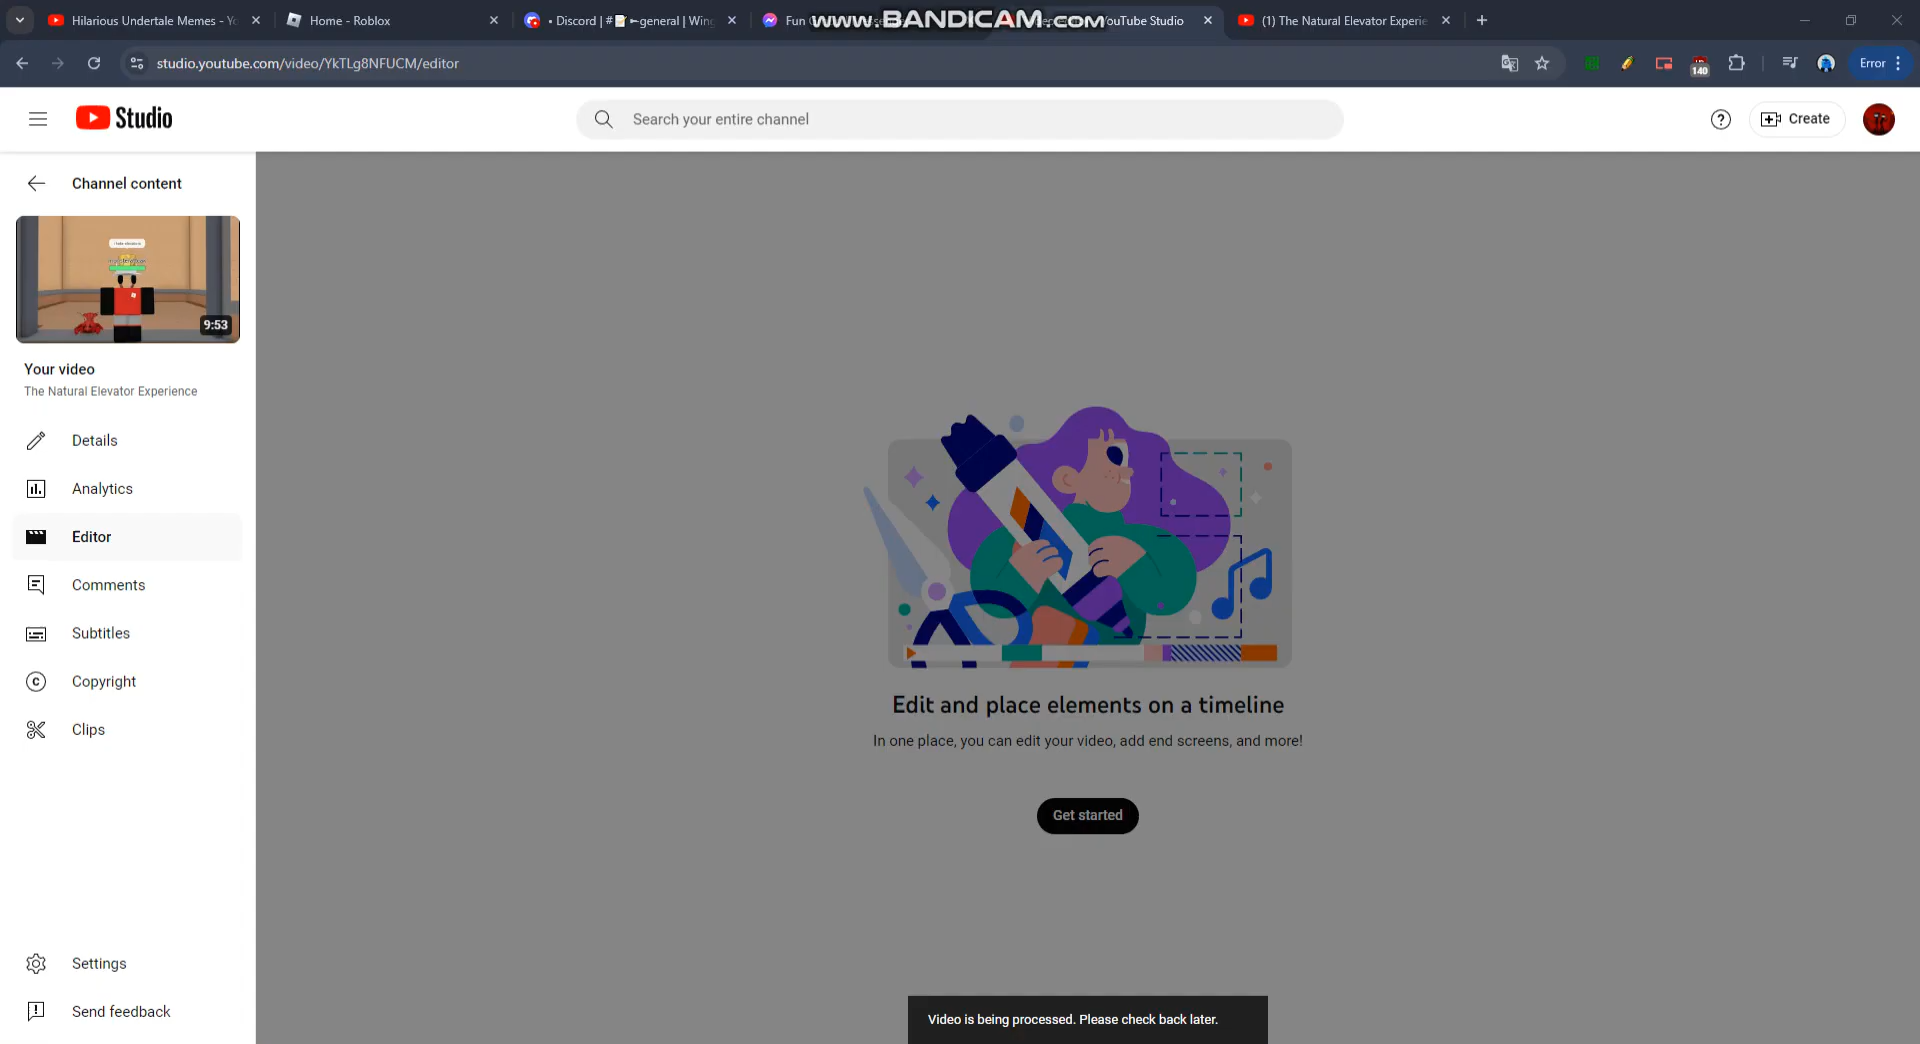 Hilarious Undertale Memes - Yo
Home - Roblox
• Discord | #
general | Wing
Fun
www.BANDICAM.com
YouTube Studio
(1) The Natural Elevator Experie
studio.youtube.com/video/YkTLg8NFUCM/editor
140
Error
Studio
Search your entire channel
Create
Channel content
9:53
Your video
The Natural Elevator Experience
Details
Analytics
Editor
Comments
Subtitles
Copyright
Clips
Edit and place elements on a timeline
In one place, you can edit your video, add end screens, and more!
Get started
Settings
Send feedback
Video is being processed. Please check back later.